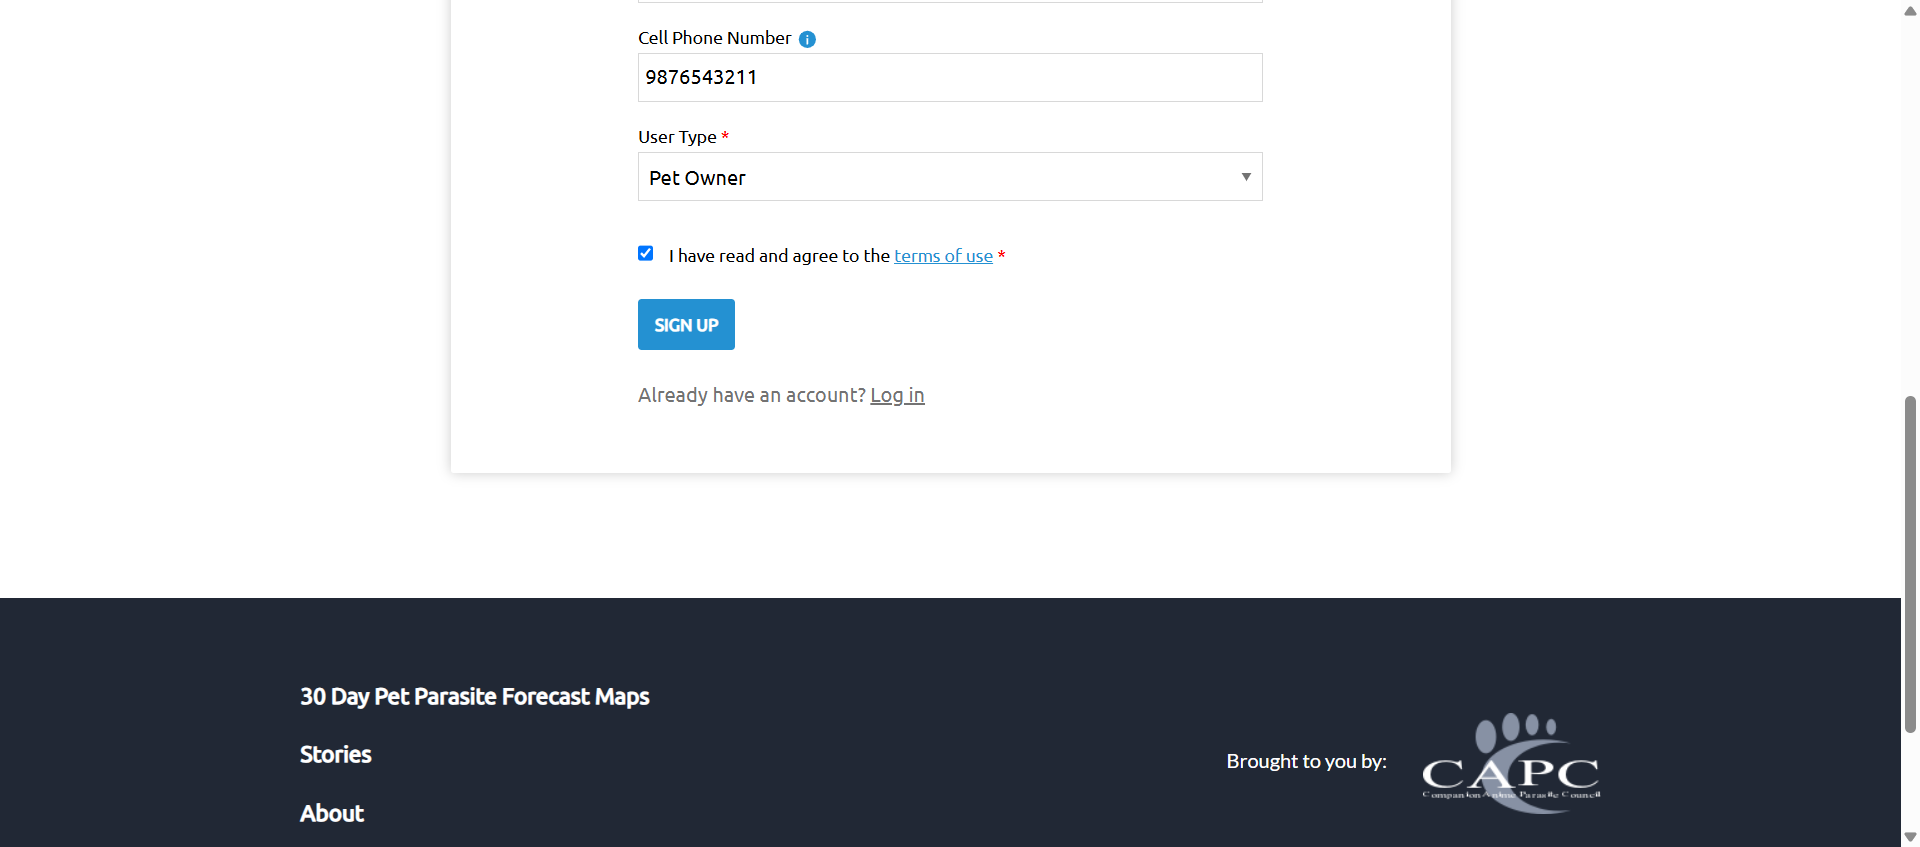 Cell Phone Number
9876543211
User Type *
Pet Owner
I have read and agree to the terms of use *
SIGN UP
Already have an account? Log in
30 Day Pet Parasite Forecast Maps
Stories
About
Brought to you by:
CAPC
Companion Animal Parasite Council